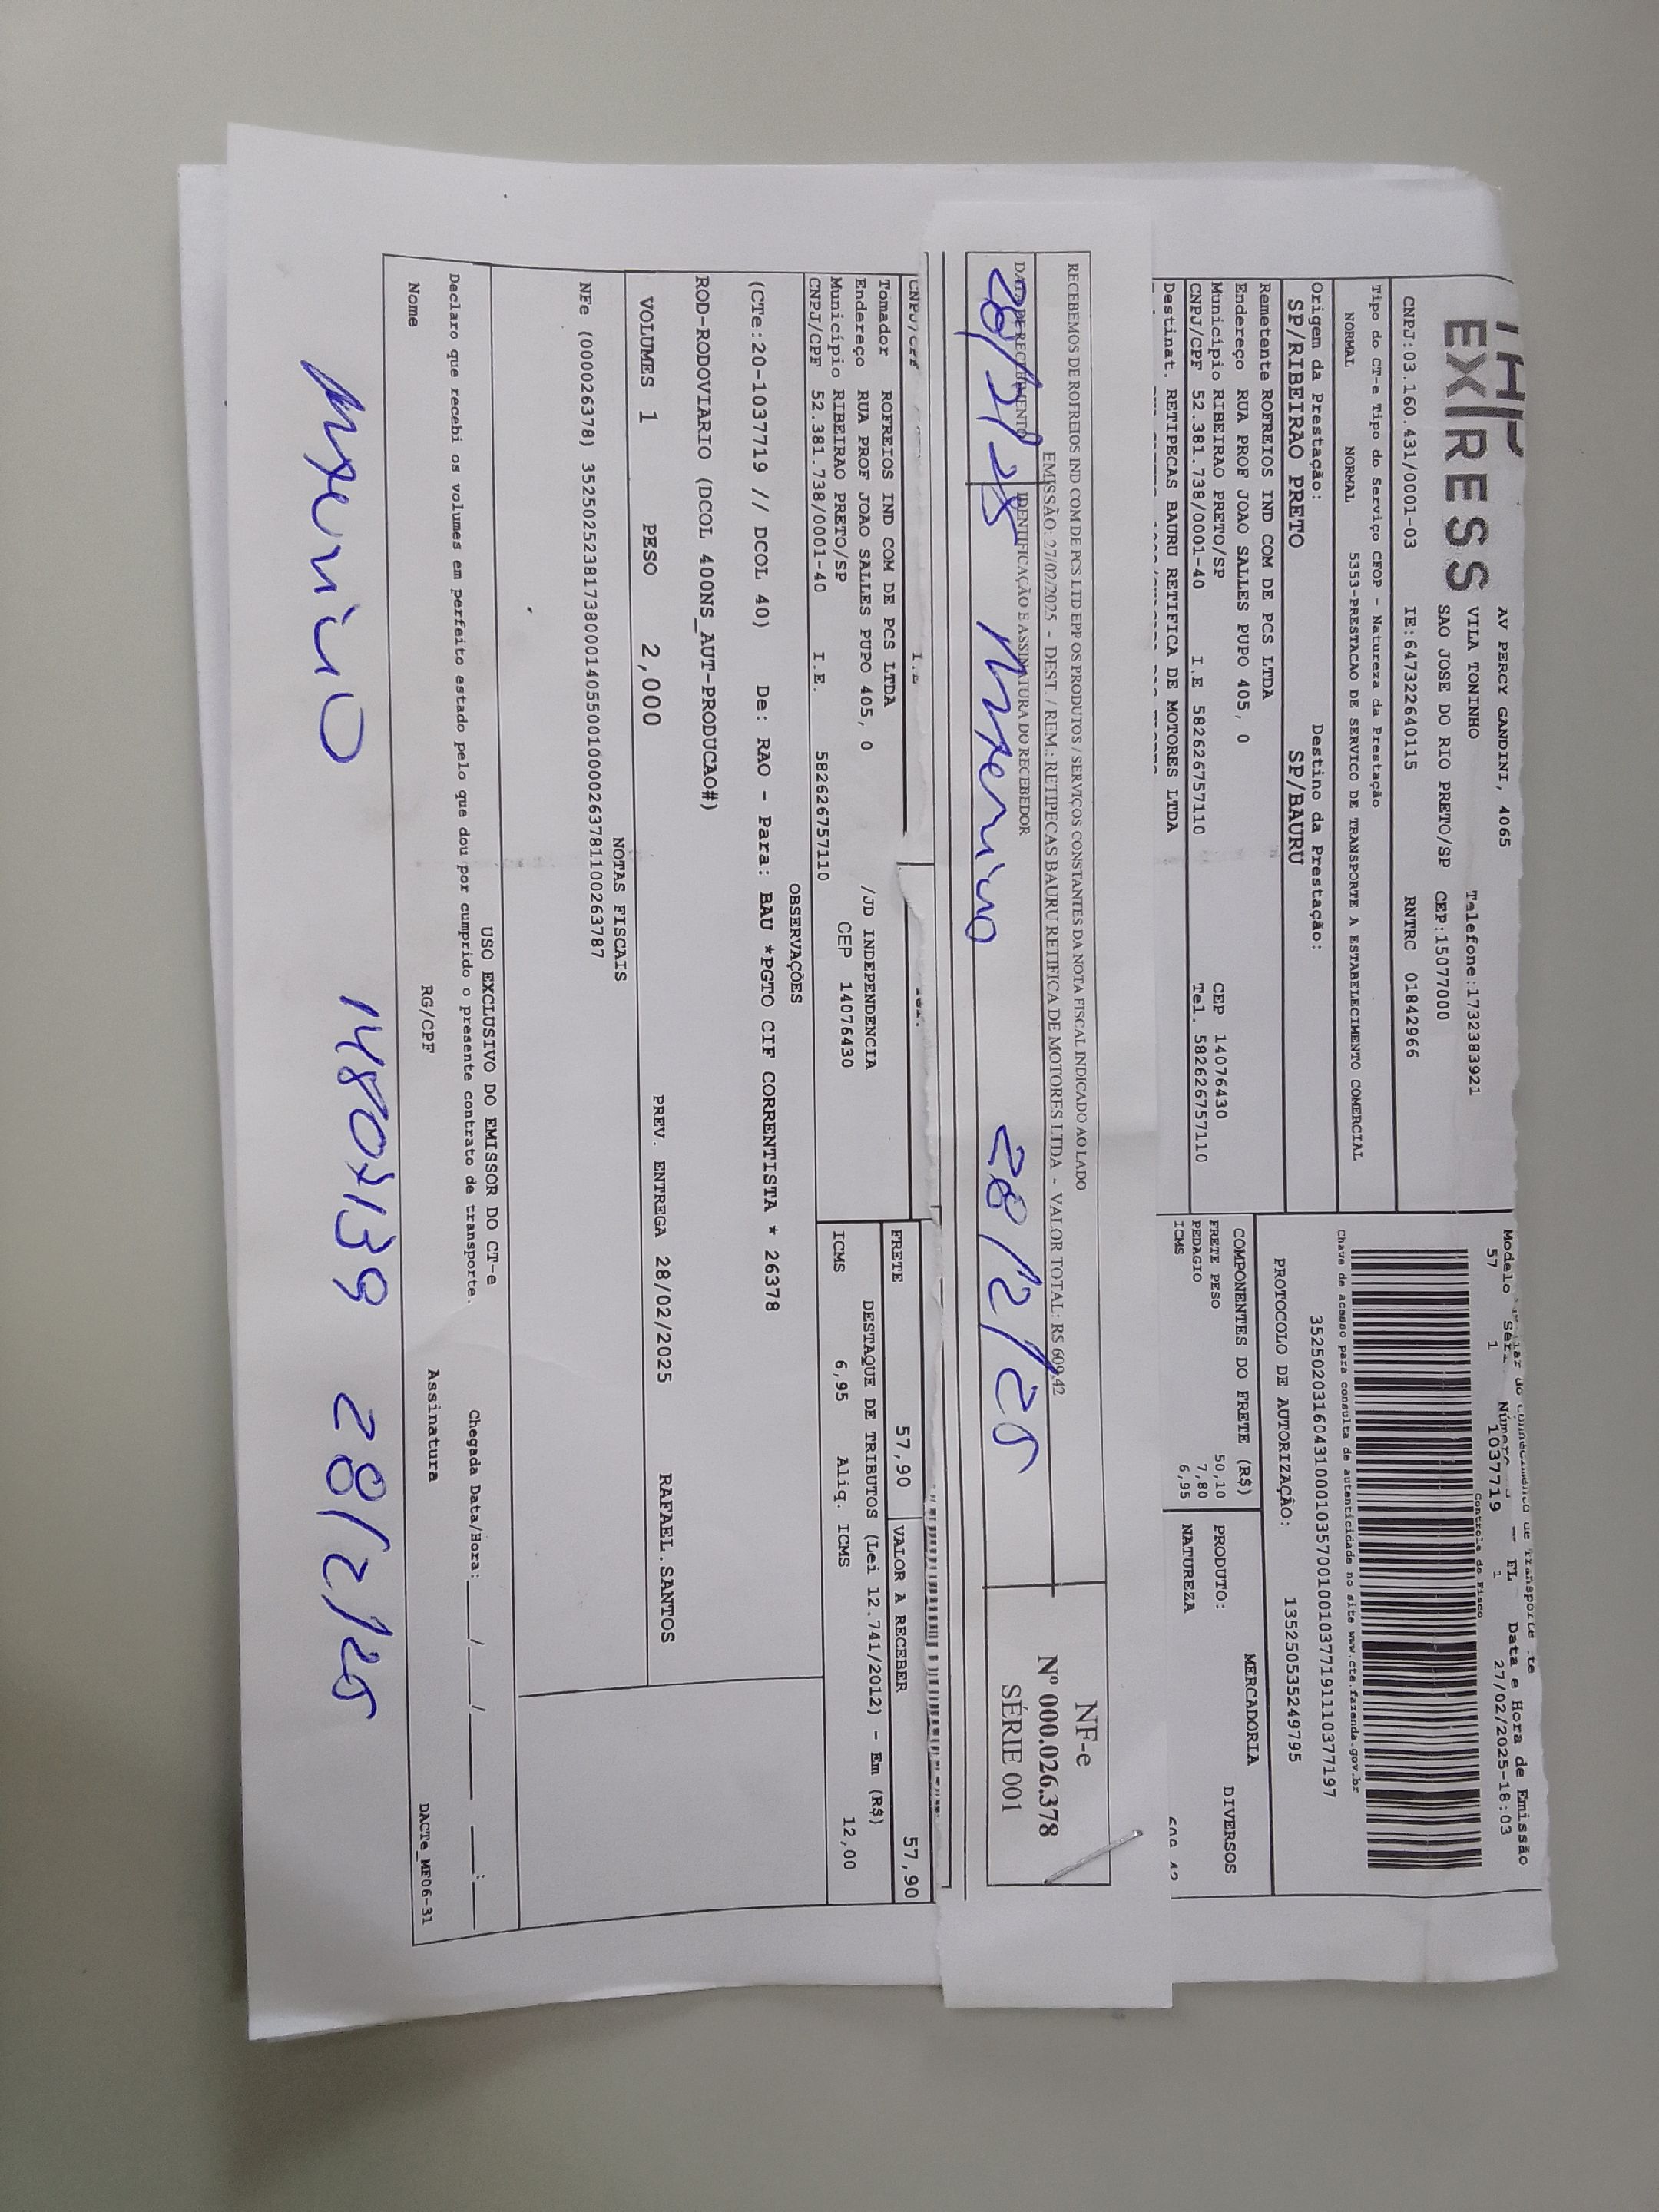 EXPRESS
AV PERCY GANDINI, 4065
VILA TONINHO
Telefone:1732383921
SAO JOSE DO RIO PRETO/SP CEP:15077000
CNPJ:03.160.431/0001-03 IE:647322640115 RNTRC 01842966
Tipo do CT-e Tipo do Serviço CFOP - Natureza da Prestação
NORMAL NORMAL 5353-PRESTACAO DE SERVICO DE TRANSPORTE A ESTABELECIMENTO COMERCIAL
Origem da Prestação: Destino da Prestação:
SP/RIBEIRAO PRETO SP/BAURU
Remetente ROFREIOS IND COM DE PCS LTDA
Endereço RUA PROF JOAO SALLES PUPO 405, 0
Município RIBEIRAO PRETO/SP CEP 14076430
CNPJ/CPF 52.381.738/0001-40 I.E 582626757110 Tel. 582626757110
Destinat. RETIPECAS BAURU RETIFICA DE MOTORES LTDA
Modelo Número FL Data e Hora de Emissão
57 1 1037719 1 27/02/2025-18:03
Controle do Fisco
Chave de acesso para consulta de autenticidade no site www.cte.fazenda.gov.br
35250203160431000103570010010377191110377197
PROTOCOLO DE AUTORIZAÇÃO: 135250535249795
COMPONENTES DO FRETE (R$)
FRETE PESO 50,10
PEDAGIO 7,80
ICMS 6,95
MERCADORIA
PRODUTO: DIVERSOS
NATUREZA
RECEBEMOS DE ROFREIOS IND COM DE PCS LTD EPP OS PRODUTOS / SERVIÇOS CONSTANTES DA NOTA FISCAL INDICADO AO LADO
EMISSÃO: 27/02/2025 - DEST. / REM.: RETIPECAS BAURU RETIFICA DE MOTORES LTDA - VALOR TOTAL: R$ 609,42
DATA DE RECEBIMENTO IDENTIFICAÇÃO E ASSINATURA DO RECEBEDOR
28/2/25 28/2/25
NF-e
Nº 000.026.378
SÉRIE 001
CNPJ/CPF
Tomador ROFREIOS IND COM DE PCS LTDA
Endereço RUA PROF JOAO SALLES PUPO 405, 0 /JD INDEPENDENCIA
Município RIBEIRAO PRETO/SP CEP 14076430
CNPJ/CPF 52.381.738/0001-40 I.E. 582626757110
FRETE 57,90 VALOR A RECEBER 57,90
DESTAQUE DE TRIBUTOS (Lei 12.741/2012) - Em (R$)
ICMS 6,95 Aliq. ICMS 12,00
OBSERVAÇÕES
(CTe:20-1037719 // DCOL 40) De: RAO - Para: BAU *PGTO CIF CORRENTISTA * 26378
ROD-RODOVIARIO (DCOL 400NS_AUT-PRODUCAO#)
VOLUMES 1 PESO 2,000 PREV. ENTREGA 28/02/2025 RAFAEL.SANTOS
NOTAS FISCAIS
NFe (000026378) 35250252381738000140550010000263781100263787
USO EXCLUSIVO DO EMISSOR DO CT-e
Declaro que recebi os volumes em perfeito estado pelo que dou por cumprido o presente contrato de transporte. Chegada Data/Hora:____/____/______ ___:___
Nome RG/CPF Assinatura DACTe_MF06-31
28/2/25